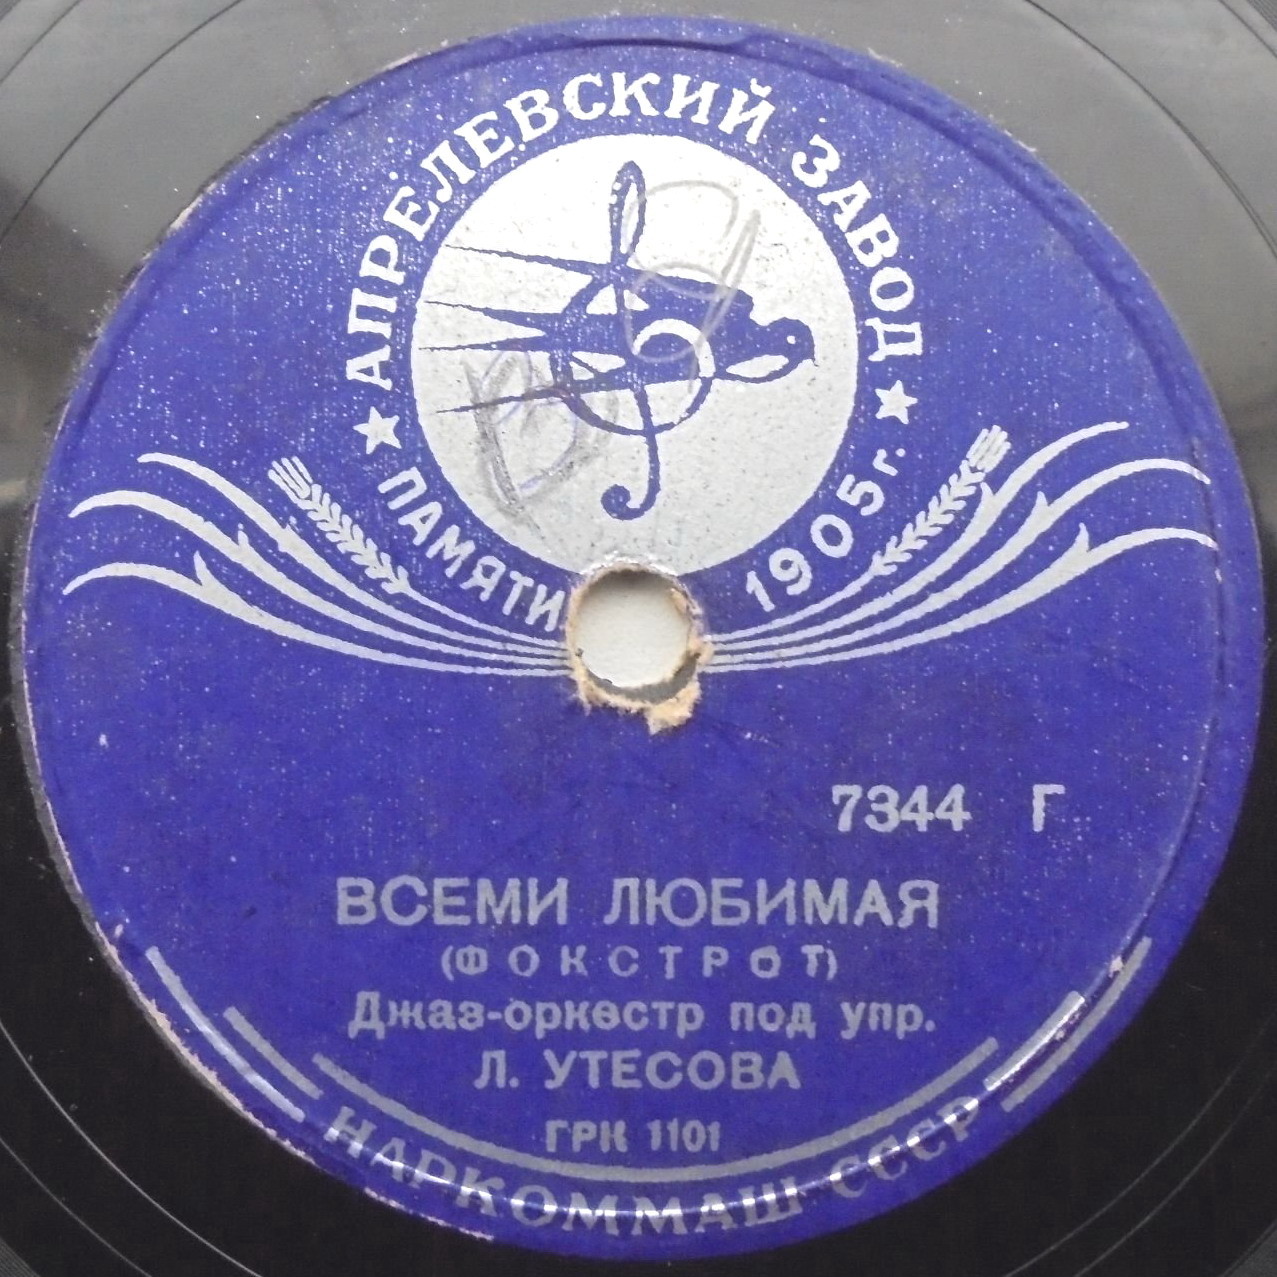 АПРЕЛЕВСКИЙ ЗАВОД
ПАМЯТИ 1905 г.
7344 Г
ВСЕМИ ЛЮБИМАЯ
(ФОКСТРОТ)
Джаз-оркестр под упр.
Л. УТЕСОВА
ГРК 1101
НАРКОММАШ СССР